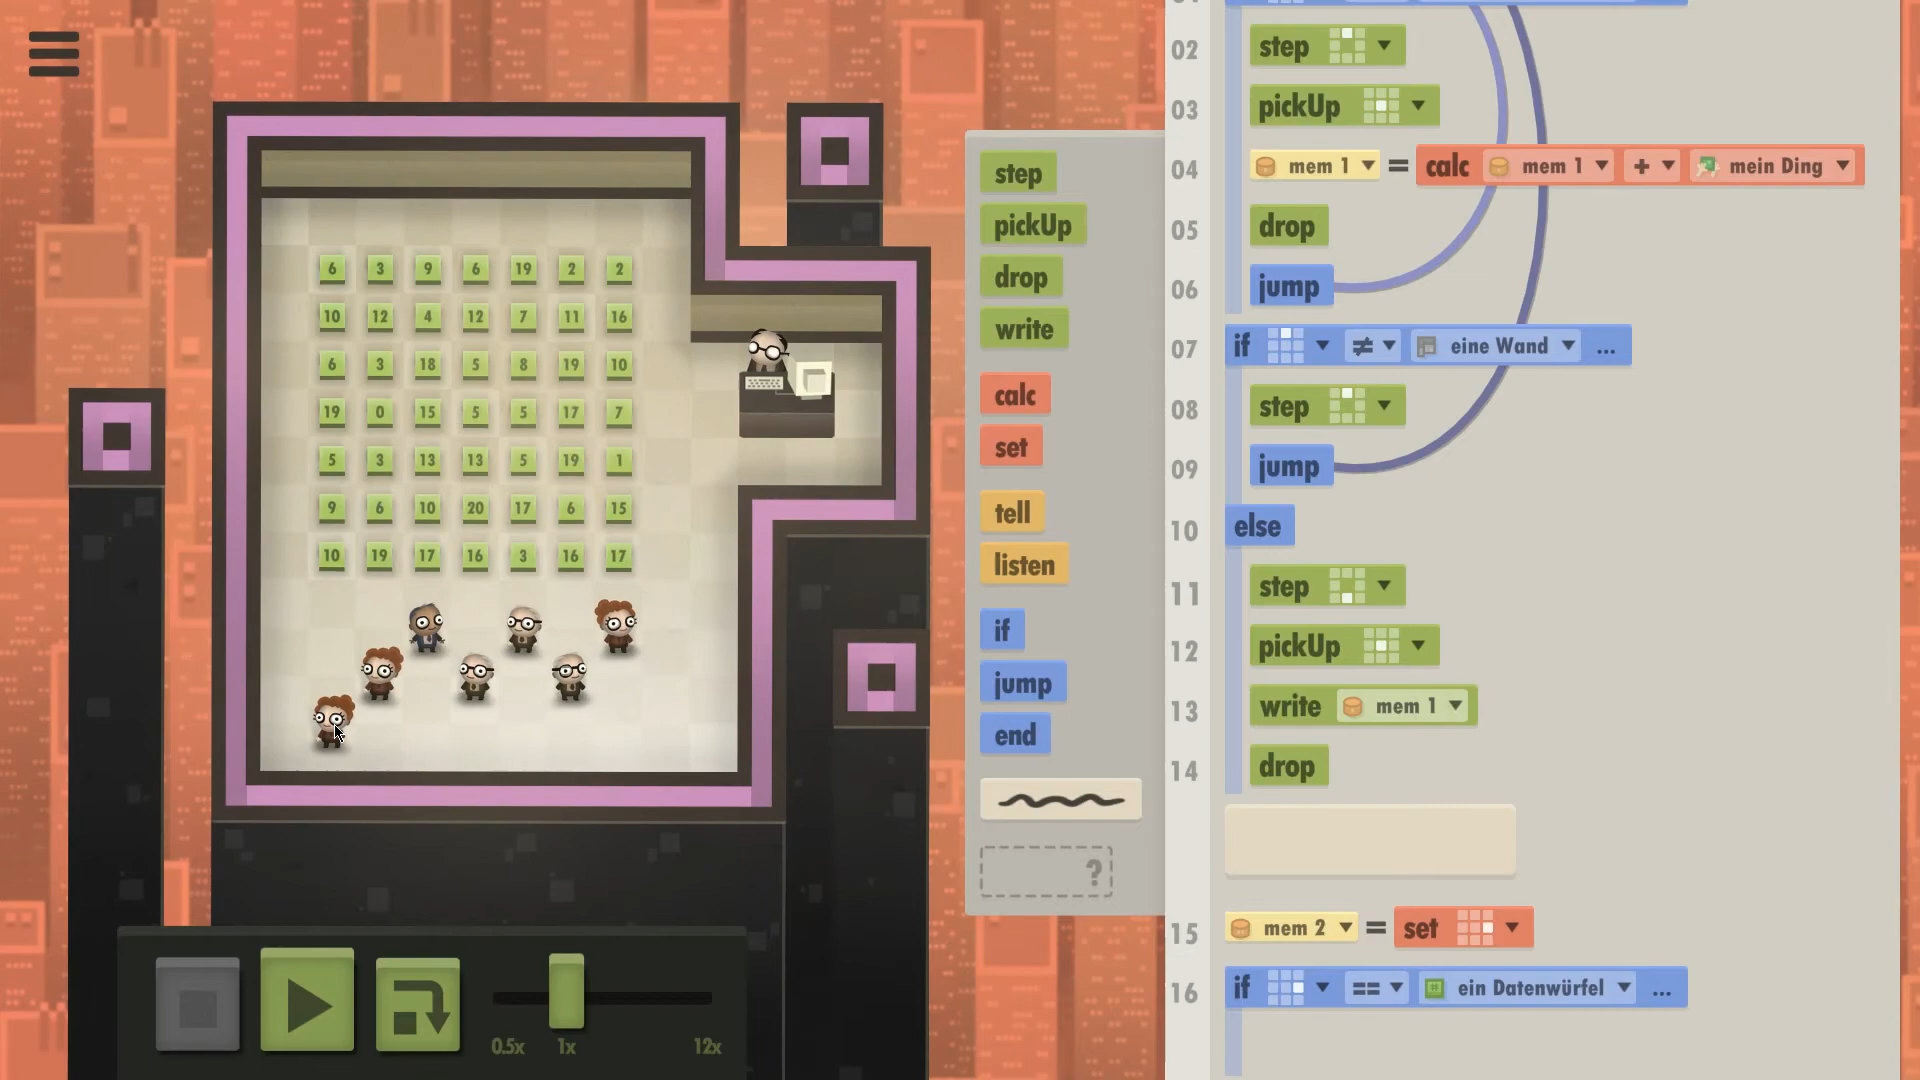 6 3 9 6 19 2 2
10 12 4 12 7 11 16
6 3 18 5 8 19 10
19 0 15 5 5 17 7
5 3 13 13 5 19 1
9 6 10 20 17 6 15
10 19 17 16 3 16 17
0.5x 1x 12x
step
pickUp
drop
write
calc
set
tell
listen
if
jump
end
?
02 step
03 pickUp
04 mem 1 = calc mem 1 + mein Ding
05 drop
06 jump
07 if ≠ eine Wand ...
08 step
09 jump
10 else
11 step
12 pickUp
13 write mem 1
14 drop
15 mem 2 = set
16 if == ein Datenwürfel ...